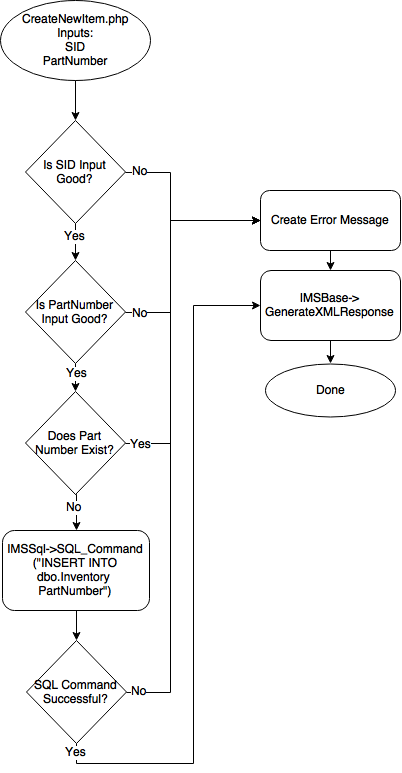 CreateNewItem.php
Inputs:
SID
PartNumber
Is SID Input
Good?
No
Yes
Create Error Message
Is PartNumber
Input Good?
No
IMSBase->
GenerateXMLResponse
Yes
Done
Does Part
Number Exist?
Yes
No
IMSSql->SQL_Command
("INSERT INTO
dbo.Inventory
PartNumber")
SQL Command
Successful?
No
Yes